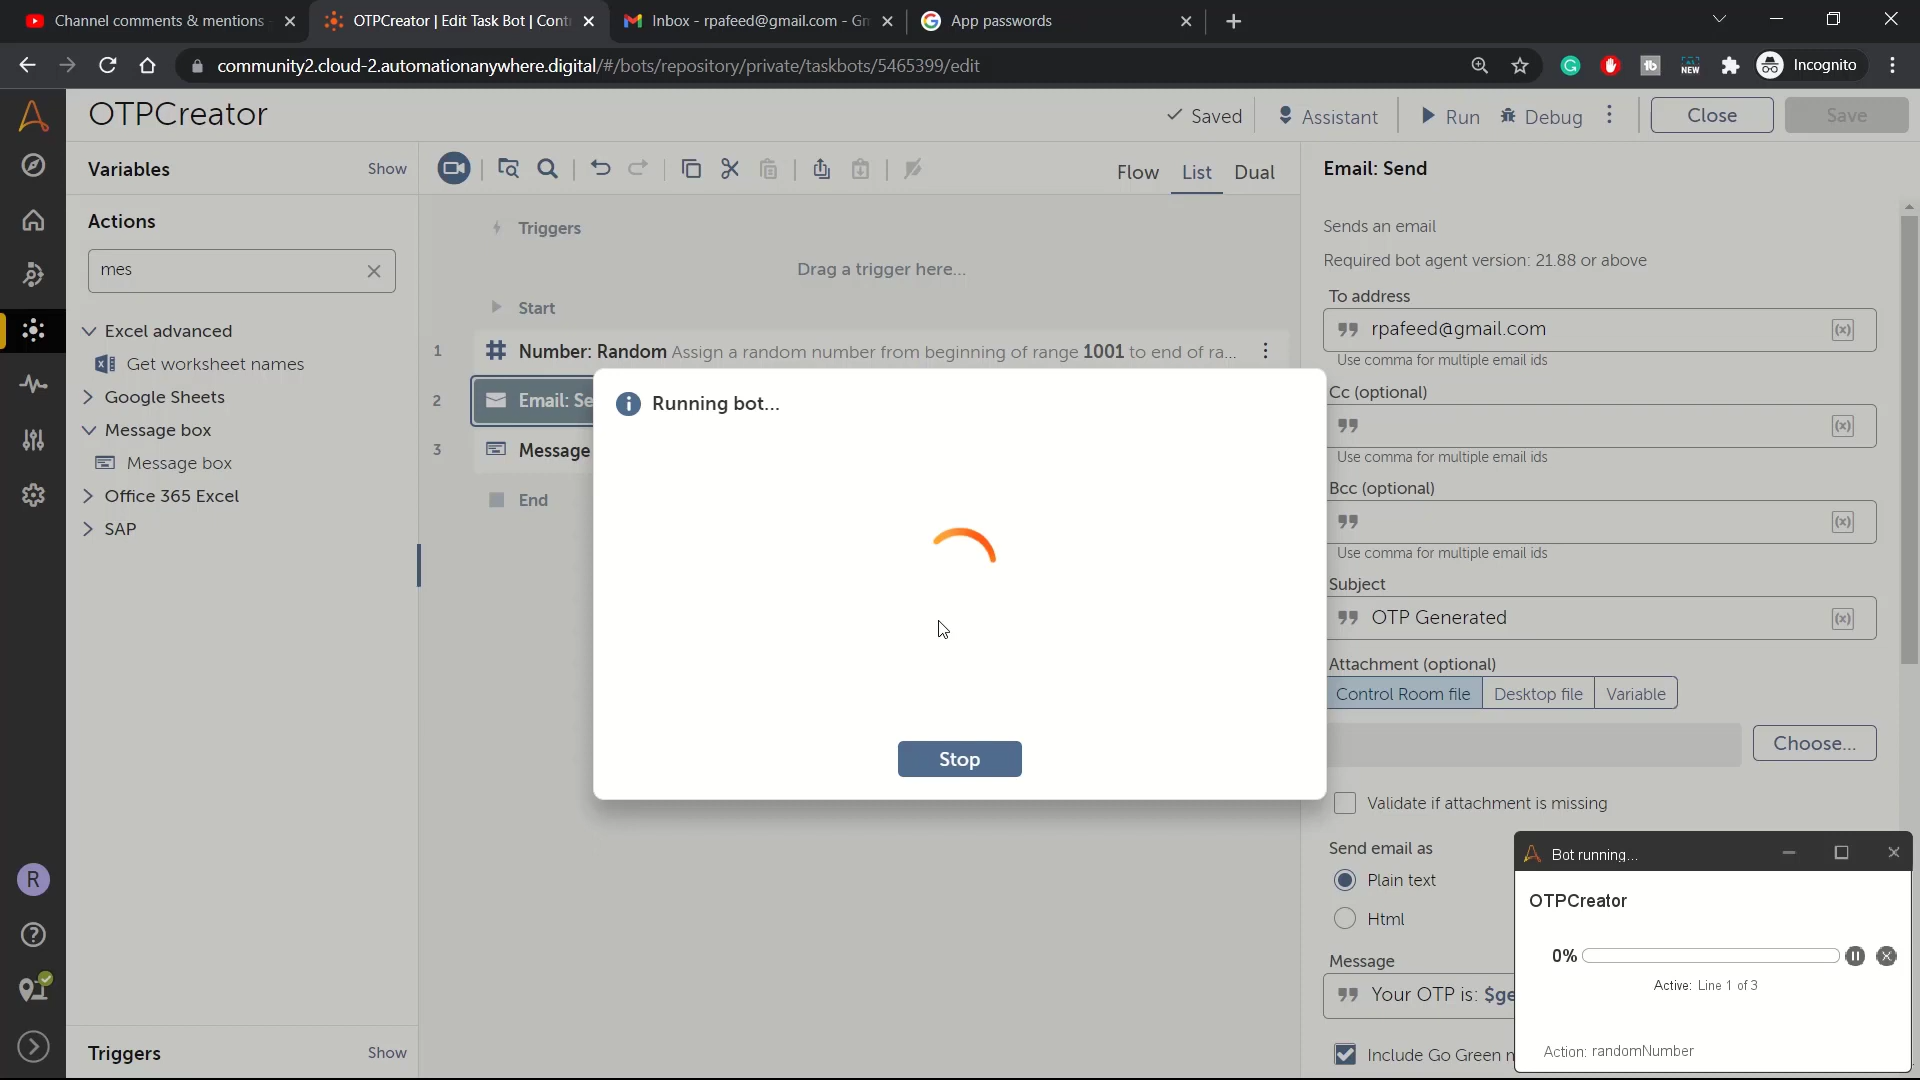 Channel comments & mentions
OTPCreator | Edit Task Bot | Cont
Inbox - rpafeed@gmail.com - Gm
App passwords
community2.cloud-2.automationanywhere.digital/#/bots/repository/private/taskbots/5465399/edit
NEW
Incognito
OTPCreator
Saved
Assistant
Run
Debug
Close
Save
Variables
Show
Flow
List
Dual
Email: Send
Actions
mes
Excel advanced
Get worksheet names
Google Sheets
Message box
Message box
Office 365 Excel
SAP
Triggers
Show
Triggers
Drag a trigger here...
Start
1
Number: Random Assign a random number from beginning of range 1001 to end of ra...
2
Email: Se
3
Message
End
Running bot...
Stop
Sends an email
Required bot agent version: 21.88 or above
To address
rpafeed@gmail.com
(x)
Use comma for multiple email ids
Cc (optional)
(x)
Use comma for multiple email ids
Bcc (optional)
(x)
Use comma for multiple email ids
Subject
OTP Generated
(x)
Attachment (optional)
Control Room file
Desktop file
Variable
Choose...
Validate if attachment is missing
Send email as
Plain text
Html
Message
Your OTP is: $ge
Include Go Green
R
Bot running...
OTPCreator
0%
Active: Line 1 of 3
Action: randomNumber